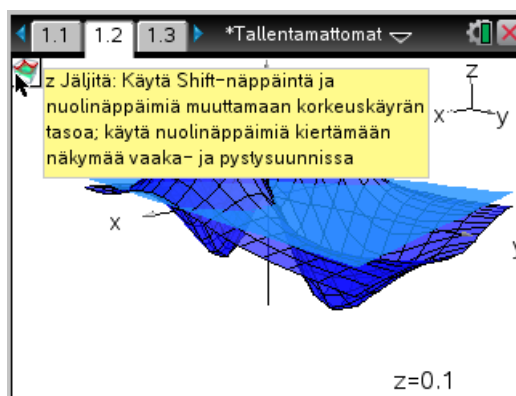 1.1 1.2 1.3 *Tallentamattomat
z Jäljitä: Käytä Shift-näppäintä ja
nuolinäppäimiä muuttamaan korkeuskäyrän
tasoa; käytä nuolinäppäimiä kiertämään
näkymää vaaka- ja pystysuunnissa
z
x y
x
y
z=0.1